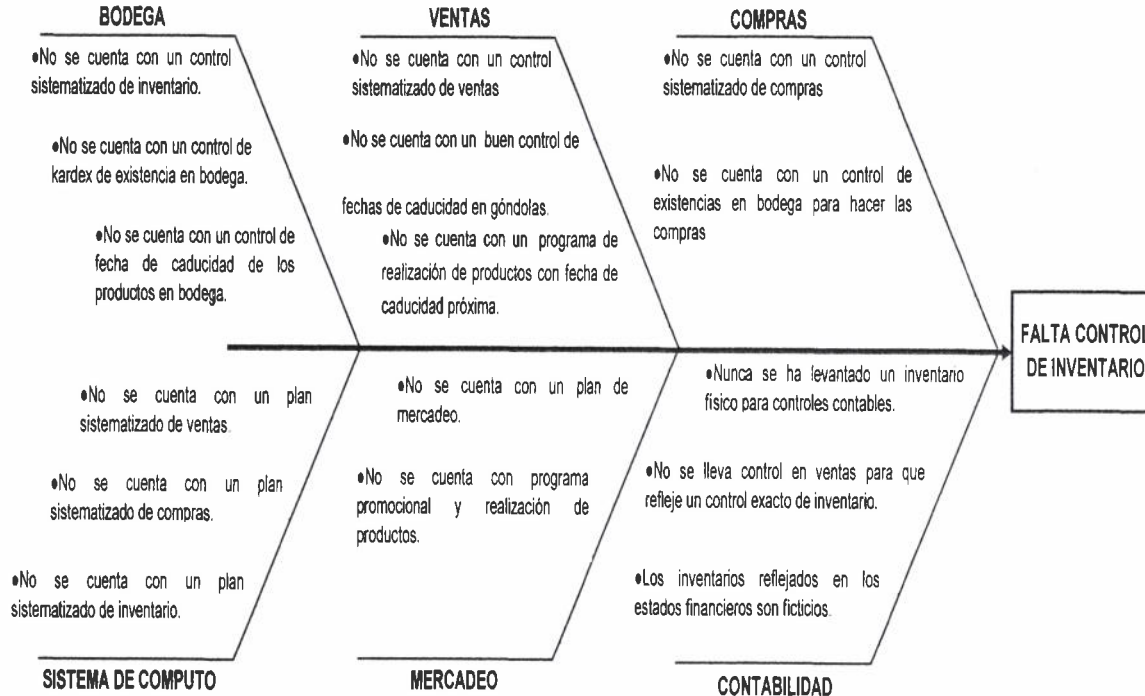 BODEGA
●No se cuenta con un control
sistematizado de inventario.
●No se cuenta con un control de
kardex de existencia en bodega.
●No se cuenta con un control de
fecha de caducidad de los
productos en bodega.
VENTAS
●No se cuenta con un control
sistematizado de ventas
●No se cuenta con un buen control de
fechas de caducidad en góndolas.
●No se cuenta con un programa de
realización de productos con fecha de
caducidad próxima.
COMPRAS
●No se cuenta con un control
sistematizado de compras
●No se cuenta con un control de
existencias en bodega para hacer las
compras
FALTA CONTROL
DE INVENTARIO
●No se cuenta con un plan
sistematizado de ventas.
●No se cuenta con un plan
sistematizado de compras.
●No se cuenta con un plan
sistematizado de inventario.
SISTEMA DE COMPUTO
●No se cuenta con un plan de
mercadeo.
●No se cuenta con programa
promocional y realización de
productos.
MERCADEO
●Nunca se ha levantado un inventario
físico para controles contables.
●No se lleva control en ventas para que
refleje un control exacto de inventario.
●Los inventarios reflejados en los
estados financieros son ficticios.
CONTABILIDAD